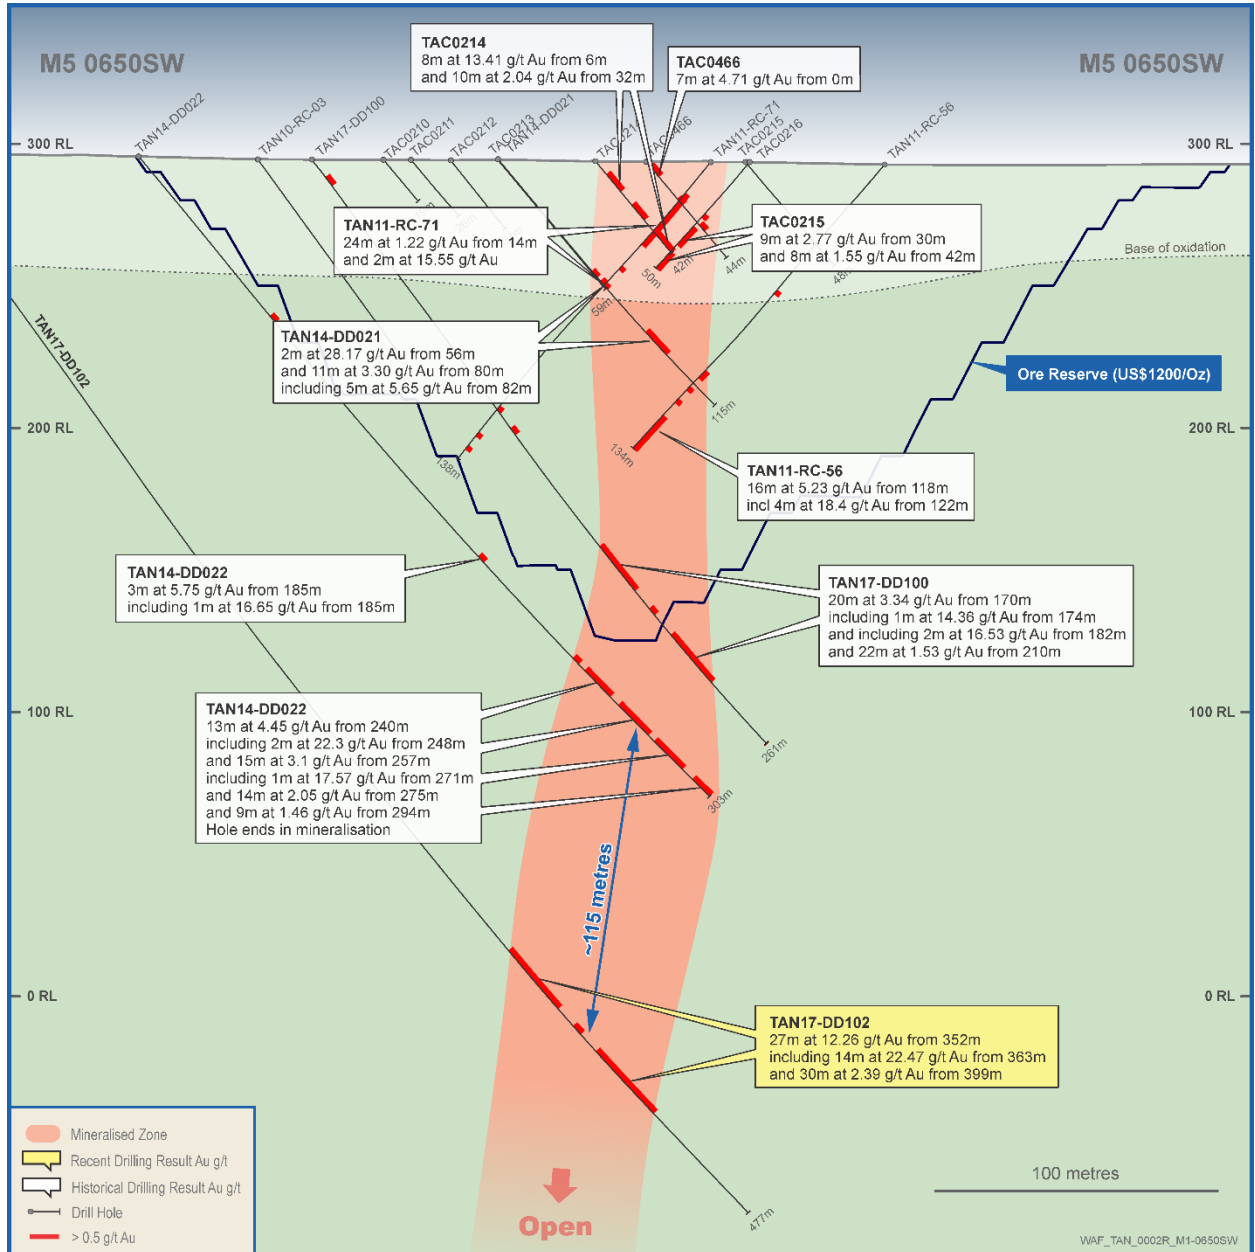 M5 0650SW
M5 0650SW
TAC0214
8m at 13.41 g/t Au from 6m
and 10m at 2.04 g/t Au from 32m
TAC0466
7m at 4.71 g/t Au from 0m
300 RL
TAN14-DD022
TAN10-RC-03
TAN17-DD100
TAC0210
TAC0211
TAC0212
TAC0213
TAN14-DD021
TAC0214
TAC0466
TAN11-RC-71
TAC0215
TAC0216
TAN11-RC-56
300 RL
TAN11-RC-71
24m at 1.22 g/t Au from 14m
and 2m at 15.55 g/t Au
TAC0215
9m at 2.77 g/t Au from 30m
and 8m at 1.55 g/t Au from 42m
Base of oxidation
50m
42m
44m
48m
59m
TAN17-DD102
TAN14-DD021
2m at 28.17 g/t Au from 56m
and 11m at 3.30 g/t Au from 80m
including 5m at 5.65 g/t Au from 82m
Ore Reserve (US$1200/Oz)
115m
200 RL
200 RL
138m
134m
TAN11-RC-56
16m at 5.23 g/t Au from 118m
incl 4m at 18.4 g/t Au from 122m
TAN14-DD022
3m at 5.75 g/t Au from 185m
including 1m at 16.65 g/t Au from 185m
TAN17-DD100
20m at 3.34 g/t Au from 170m
including 1m at 14.36 g/t Au from 174m
and including 2m at 16.53 g/t Au from 182m
and 22m at 1.53 g/t Au from 210m
100 RL
100 RL
TAN14-DD022
13m at 4.45 g/t Au from 240m
including 2m at 22.3 g/t Au from 248m
and 15m at 3.1 g/t Au from 257m
including 1m at 17.57 g/t Au from 271m
and 14m at 2.05 g/t Au from 275m
and 9m at 1.46 g/t Au from 294m
Hole ends in mineralisation
261m
303m
~115 metres
0 RL
0 RL
TAN17-DD102
27m at 12.26 g/t Au from 352m
including 14m at 22.47 g/t Au from 363m
and 30m at 2.39 g/t Au from 399m
Mineralised Zone
Recent Drilling Result Au g/t
Historical Drilling Result Au g/t
Drill Hole
> 0.5 g/t Au
Open
477m
100 metres
WAF_TAN_0002R_M1-0650SW